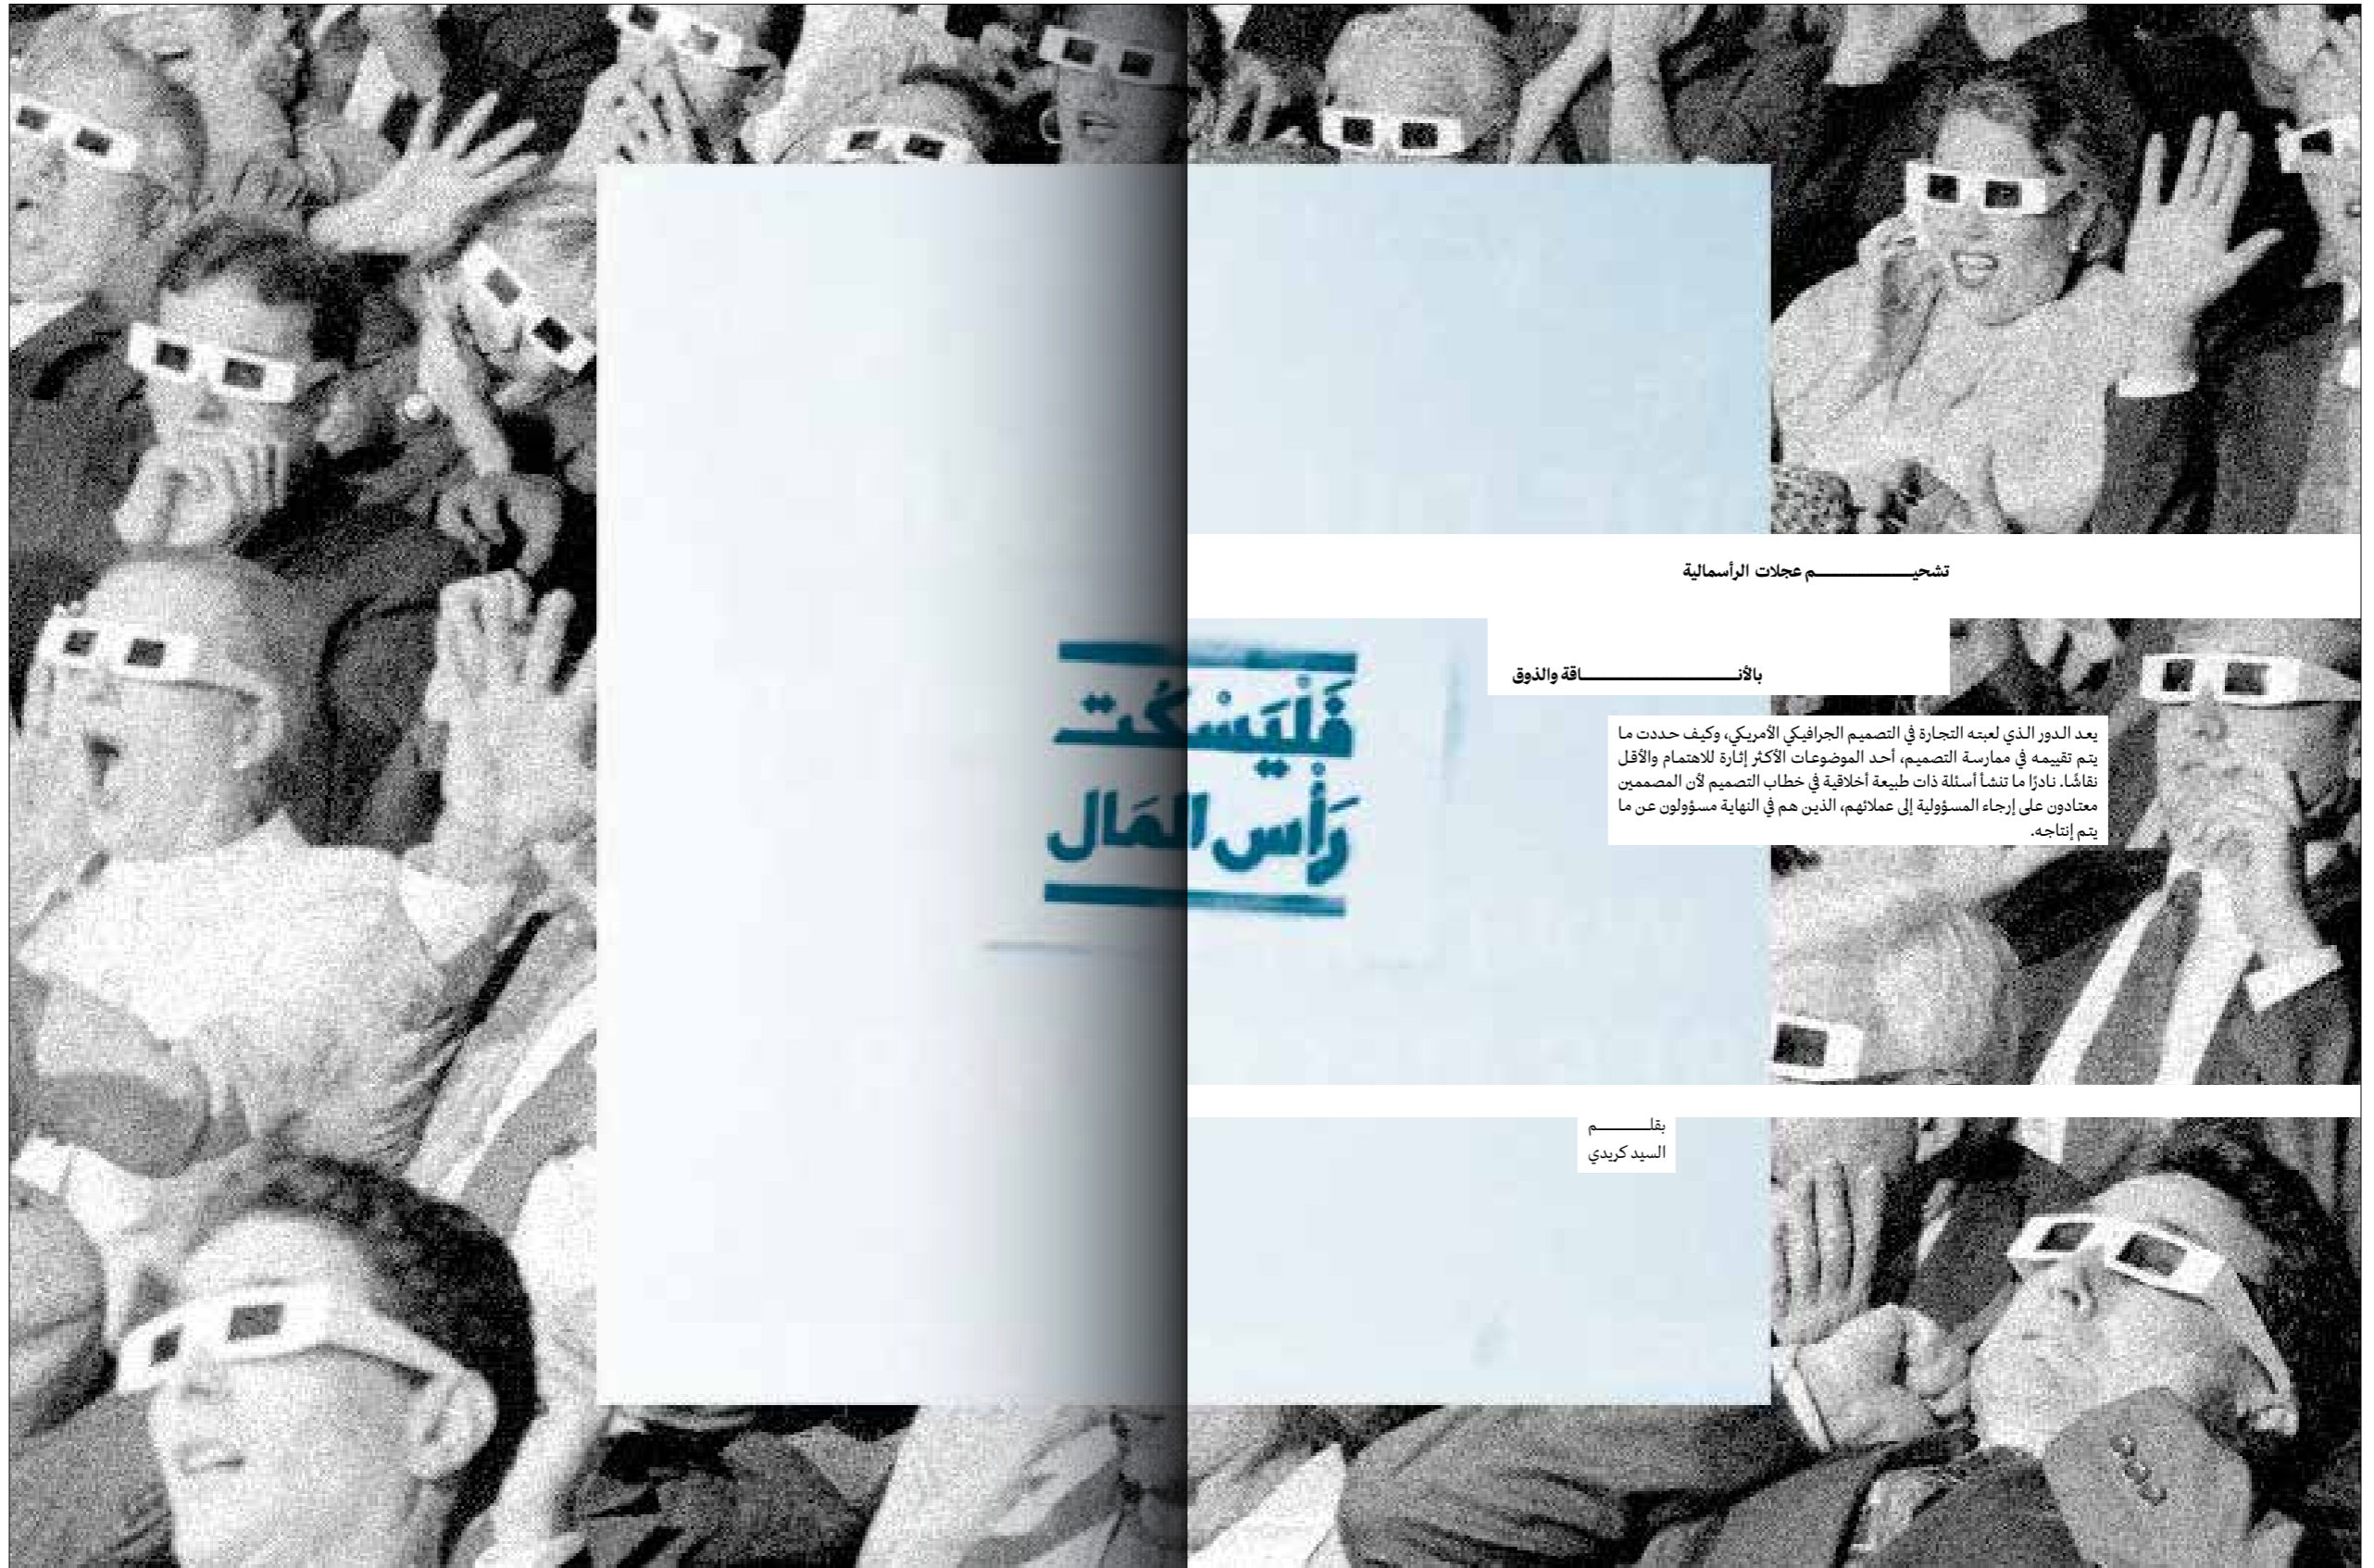 تشحيـــــــم عجلات الرأسمالية
بالأنـــــــــــاقة والذوق
يعد الدور الذي لعبته التجارة في التصميم الجرافيكي الأمريكي، وكيف حددت ما
يتم تقييمه في ممارسة التصميم، أحد الموضوعات الأكثر إثارة للاهتمام والأقل
نقاشًا. نادرًا ما تنشأ أسئلة ذات طبيعة أخلاقية في خطاب التصميم لأن المصممين
معتادون على إرجاء المسؤولية إلى عملائهم، الذين هم في النهاية مسؤولون عن ما
يتم إنتاجه.
فَلْيَسْكُت
رَأْس المَال
بقلـــــــم
السيد كريدي